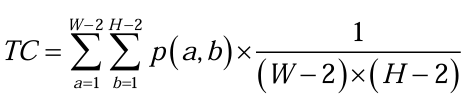 TC = \sum_{a=1}^{W-2} \sum_{b=1}^{H-2} p(a,b) \times \frac{1}{(W-2)\times(H-2)}